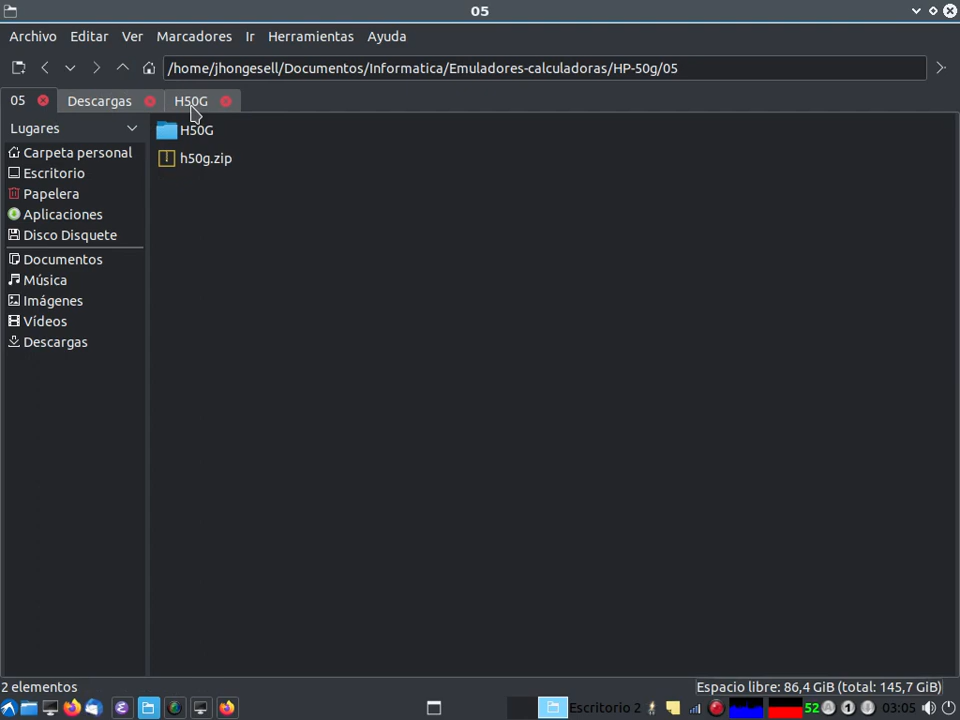 05
Archivo Editar Ver Marcadores Ir Herramientas Ayuda
/home/jhongesell/Documentos/Informatica/Emuladores-calculadoras/HP-50g/05
05 Descargas H50G
Lugares
Carpeta personal
Escritorio
Papelera
Aplicaciones
Disco Disquete
Documentos
Música
Imágenes
Vídeos
Descargas
H50G
h50g.zip
2 elementos
Espacio libre: 86,4 GiB (total: 145,7 GiB)
Escritorio 2 52 A 1 03:05